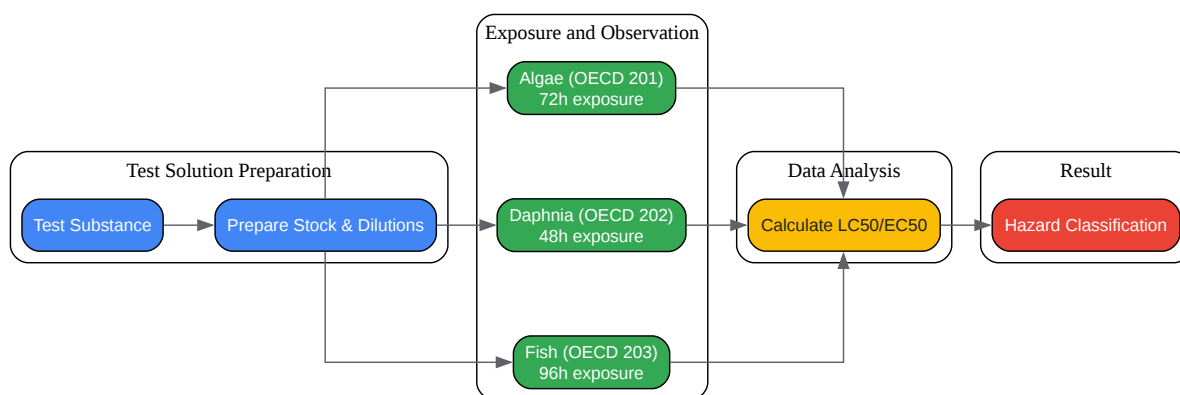 Test Solution Preparation
Test Substance
Prepare Stock & Dilutions
Exposure and Observation
Algae (OECD 201)
72h exposure
Daphnia (OECD 202)
48h exposure
Fish (OECD 203)
96h exposure
Data Analysis
Calculate LC50/EC50
Result
Hazard Classification